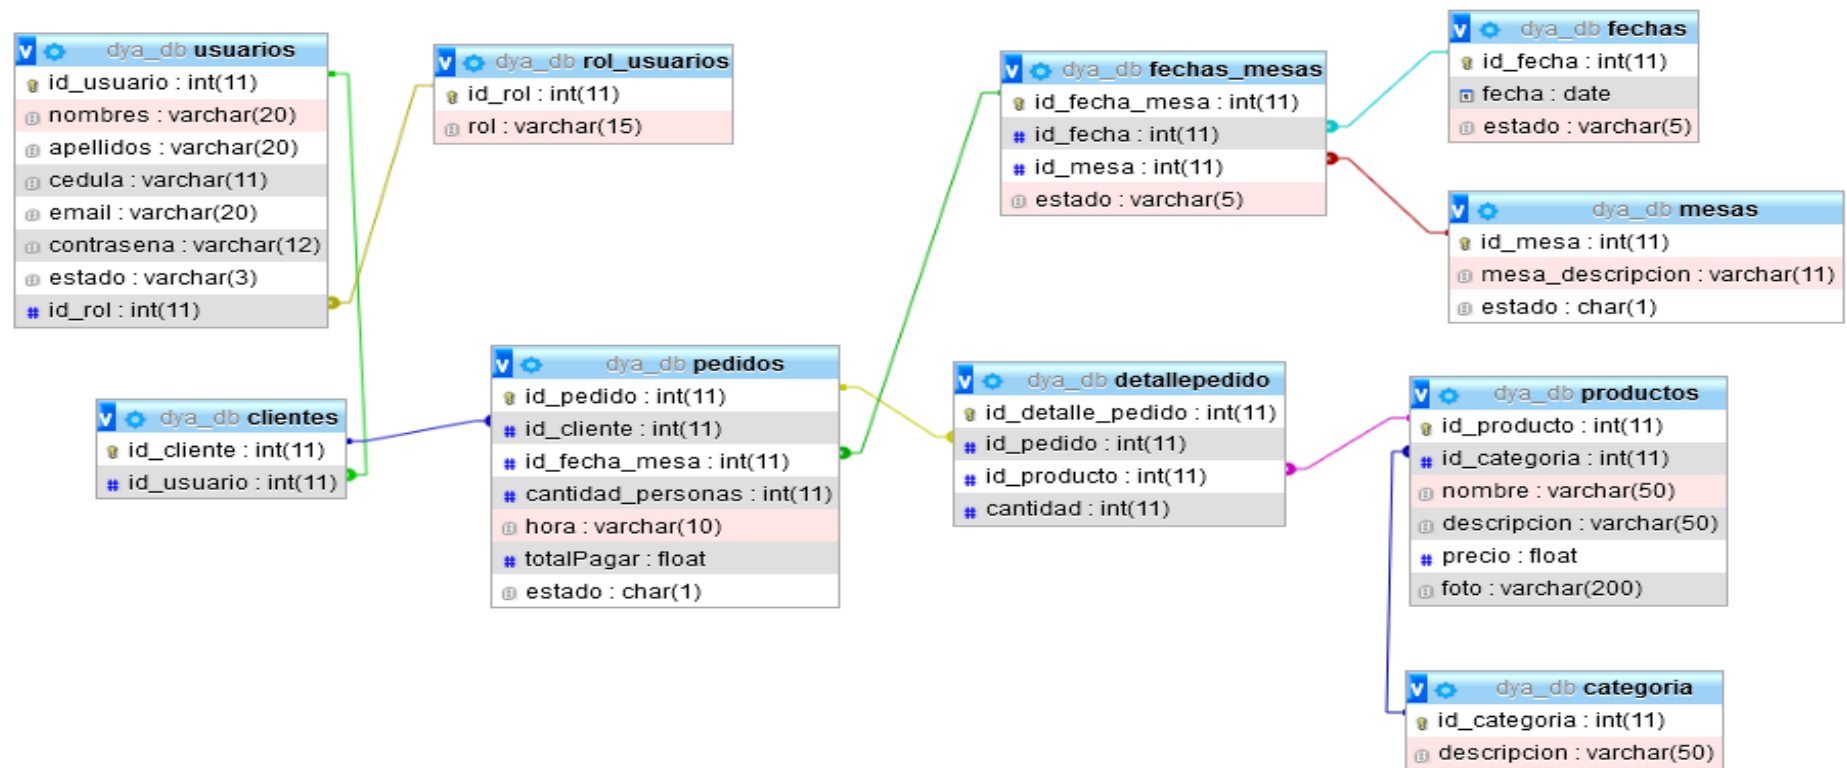 dya_db usuarios
id_usuario : int(11)
nombres : varchar(20)
apellidos : varchar(20)
cedula : varchar(11)
email : varchar(20)
contrasena : varchar(12)
estado : varchar(3)
id_rol : int(11)
dya_db rol_usuarios
id_rol : int(11)
rol : varchar(15)
dya_db fechas_mesas
id_fecha_mesa : int(11)
id_fecha : int(11)
id_mesa : int(11)
estado : varchar(5)
dya_db fechas
id_fecha : int(11)
fecha : date
estado : varchar(5)
dya_db mesas
id_mesa : int(11)
mesa_descripcion : varchar(11)
estado : char(1)
dya_db clientes
id_cliente : int(11)
id_usuario : int(11)
dya_db pedidos
id_pedido : int(11)
id_cliente : int(11)
id_fecha_mesa : int(11)
cantidad_personas : int(11)
hora : varchar(10)
totalPagar : float
estado : char(1)
dya_db detallepedido
id_detalle_pedido : int(11)
id_pedido : int(11)
id_producto : int(11)
cantidad : int(11)
dya_db productos
id_producto : int(11)
id_categoria : int(11)
nombre : varchar(50)
descripcion : varchar(50)
precio : float
foto : varchar(200)
dya_db categoria
id_categoria : int(11)
descripcion : varchar(50)